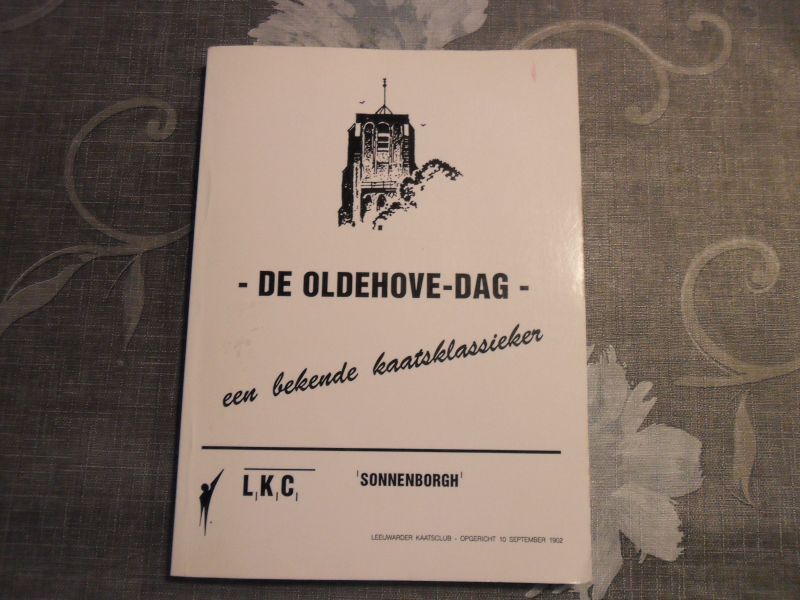 - DE OLDEHOVE-DAG -
een bekende kaatsklassieker
L.K.C. 'SONNENBORGH'
LEEUWARDER KAATSCLUB - OPGERICHT 10 SEPTEMBER 1902